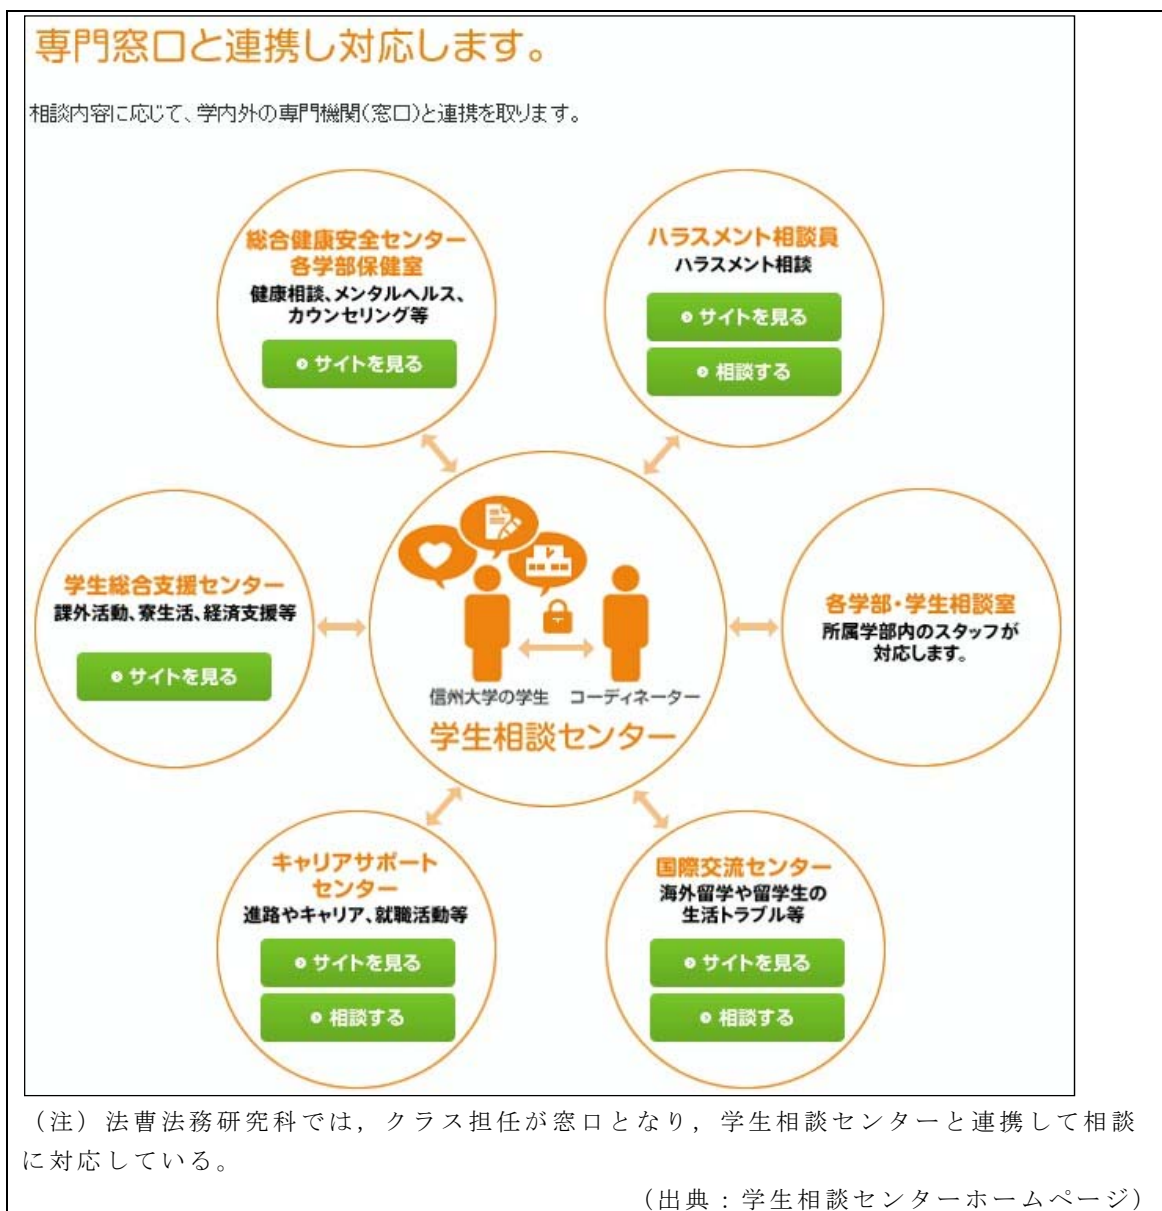 専門窓口と連携し対応します。
相談内容に応じて、学内外の専門機関(窓口)と連携を取ります。
総合健康安全センター
各学部保健室
健康相談、メンタルヘルス、
カウンセリング等
サイトを見る
ハラスメント相談員
ハラスメント相談
サイトを見る
相談する
学生総合支援センター
課外活動、寮生活、経済支援等
サイトを見る
信州大学の学生 コーディネーター
学生相談センター
各学部・学生相談室
所属学部内のスタッフが
対応します。
キャリアサポート
センター
進路やキャリア、就職活動等
サイトを見る
相談する
国際交流センター
海外留学や留学生の
生活トラブル等
サイトを見る
相談する
（注）法曹法務研究科では，クラス担任が窓口となり，学生相談センターと連携して相談
に対応している。
（出典：学生相談センターホームページ）